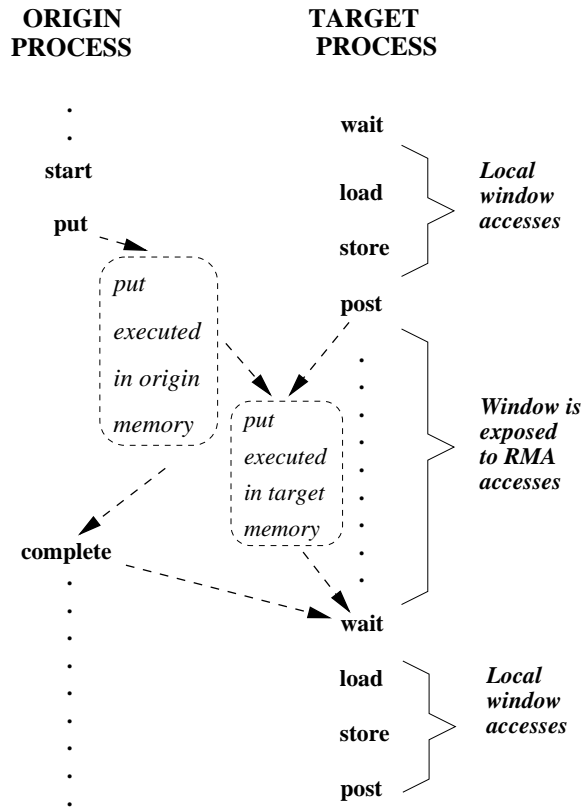 ORIGIN
PROCESS
TARGET
PROCESS
start
put
put
executed
in origin
memory
complete
wait
load
store
post
put
executed
in target
memory
wait
load
store
post
Local
window
accesses
Window is
exposed
to RMA
accesses
Local
window
accesses